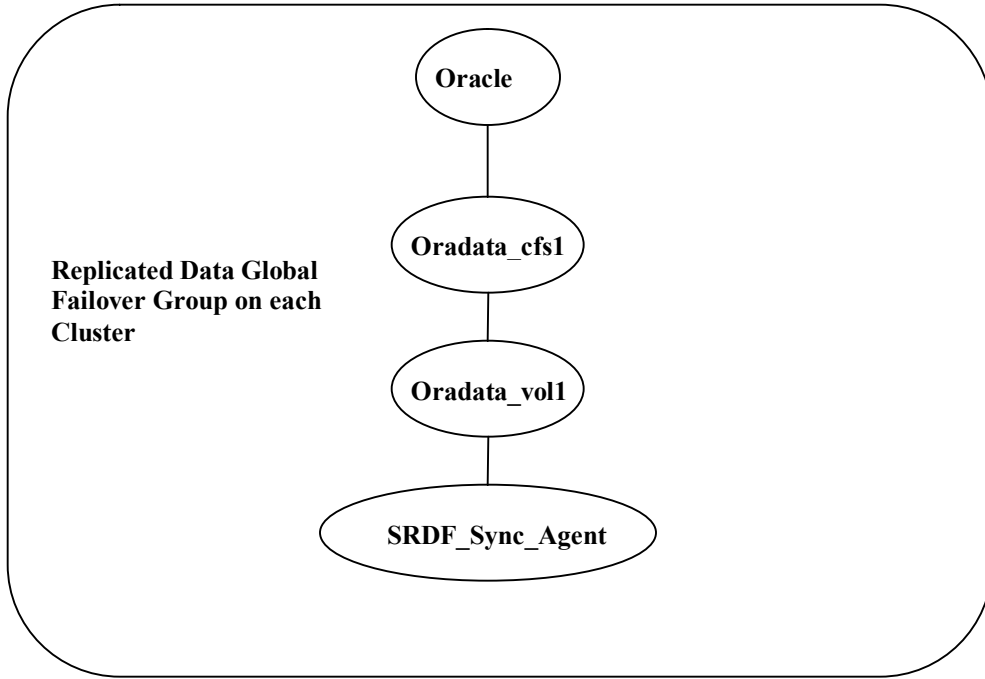 Oracle
Oradata_cfs1
Replicated Data Global
Failover Group on each
Cluster
Oradata_vol1
SRDF_Sync_Agent